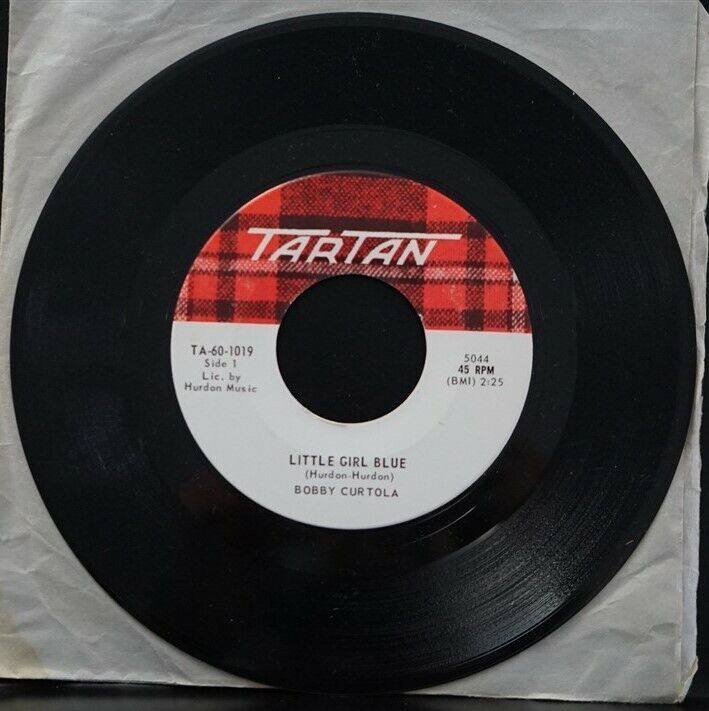 TARTAN
TA-60-1019
Side 1
Lic. by
Hurdon Music
5044
45 RPM
(BMI) 2:25
LITTLE GIRL BLUE
(Hurdon-Hurdon)
BOBBY CURTOLA